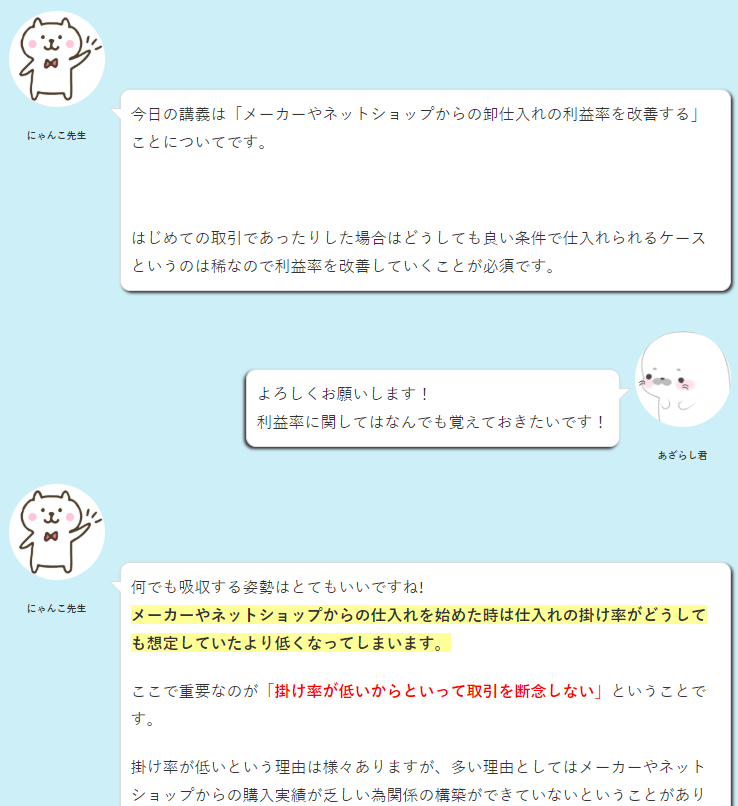 今日の講義は「メーカーやネットショップからの卸仕入れの利益率を改善する」
ことについてです。
にゃんこ先生
はじめての取引であったりした場合はどうしても良い条件で仕入れられるケース
というのは稀なので利益率を改善していくことが必須です。
よろしくお願いします！
利益率に関してはなんでも覚えておきたいです！
あざらし君
何でも吸収する姿勢はとてもいいですね!
にゃんこ先生
メーカーやネットショップからの仕入れを始めた時は仕入れの掛け率がどうして
も想定していたより低くなってしまいます。
ここで重要なのが「掛け率が低いからといって取引を断念しない」ということで
す。
掛け率が低いという理由は様々ありますが、多い理由としてはメーカーやネット
ショップからの購入実績が乏しい為関係の構築ができていないということがあり